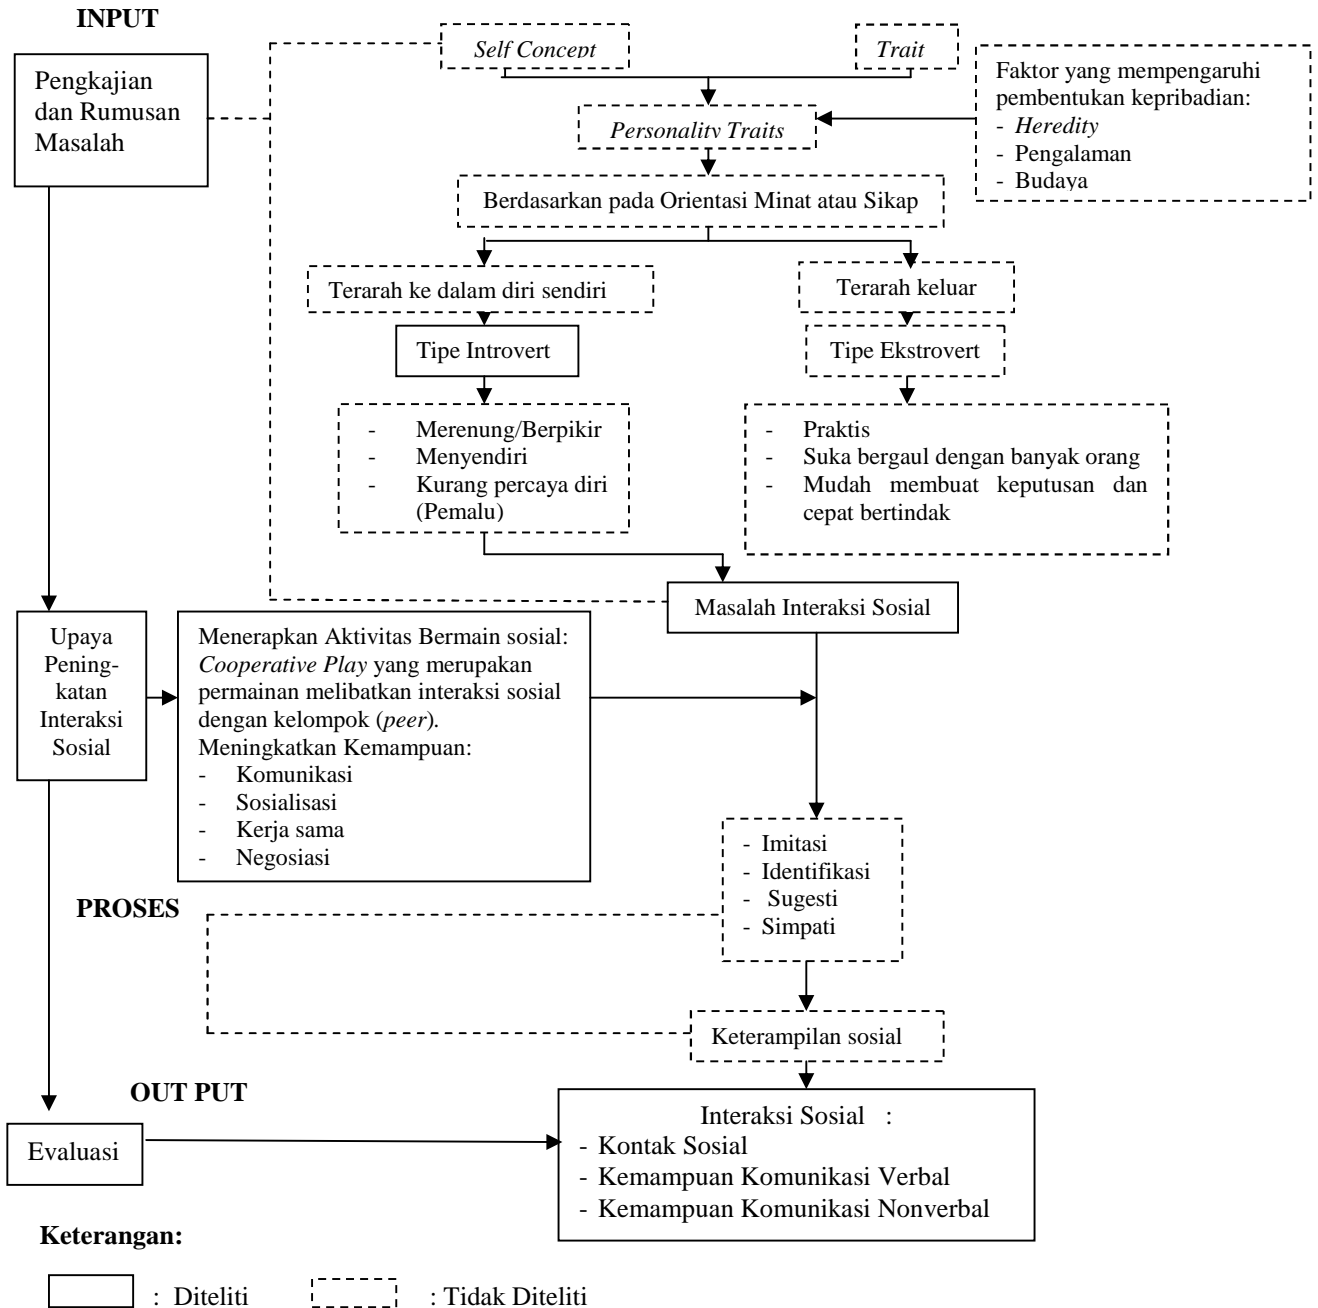 INPUT
Self Concept
Trait
Pengkajian
dan Rumusan
Masalah
Faktor yang mempengaruhi
pembentukan kepribadian:
- Heredity
- Pengalaman
- Budaya
Personality Traits
Berdasarkan pada Orientasi Minat atau Sikap
Terarah ke dalam diri sendiri
Terarah keluar
Tipe Introvert
Tipe Ekstrovert
- Merenung/Berpikir
- Menyendiri
- Kurang percaya diri
(Pemalu)
- Praktis
- Suka bergaul dengan banyak orang
- Mudah membuat keputusan dan
cepat bertindak
Masalah Interaksi Sosial
Upaya
Pening-
katan
Interaksi
Sosial
Menerapkan Aktivitas Bermain sosial:
Cooperative Play yang merupakan
permainan melibatkan interaksi sosial
dengan kelompok (peer).
Meningkatkan Kemampuan:
- Komunikasi
- Sosialisasi
- Kerja sama
- Negosiasi
- Imitasi
- Identifikasi
- Sugesti
- Simpati
PROSES
Keterampilan sosial
OUT PUT
Evaluasi
Interaksi Sosial :
- Kontak Sosial
- Kemampuan Komunikasi Verbal
- Kemampuan Komunikasi Nonverbal
Keterangan:
: Diteliti
: Tidak Diteliti